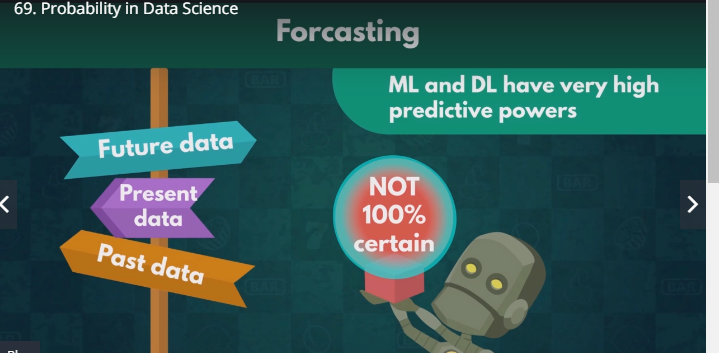 69. Probability in Data Science
Forcasting
ML and DL have very high
predictive powers
Future data
Present
data
Past data
NOT
100%
certain